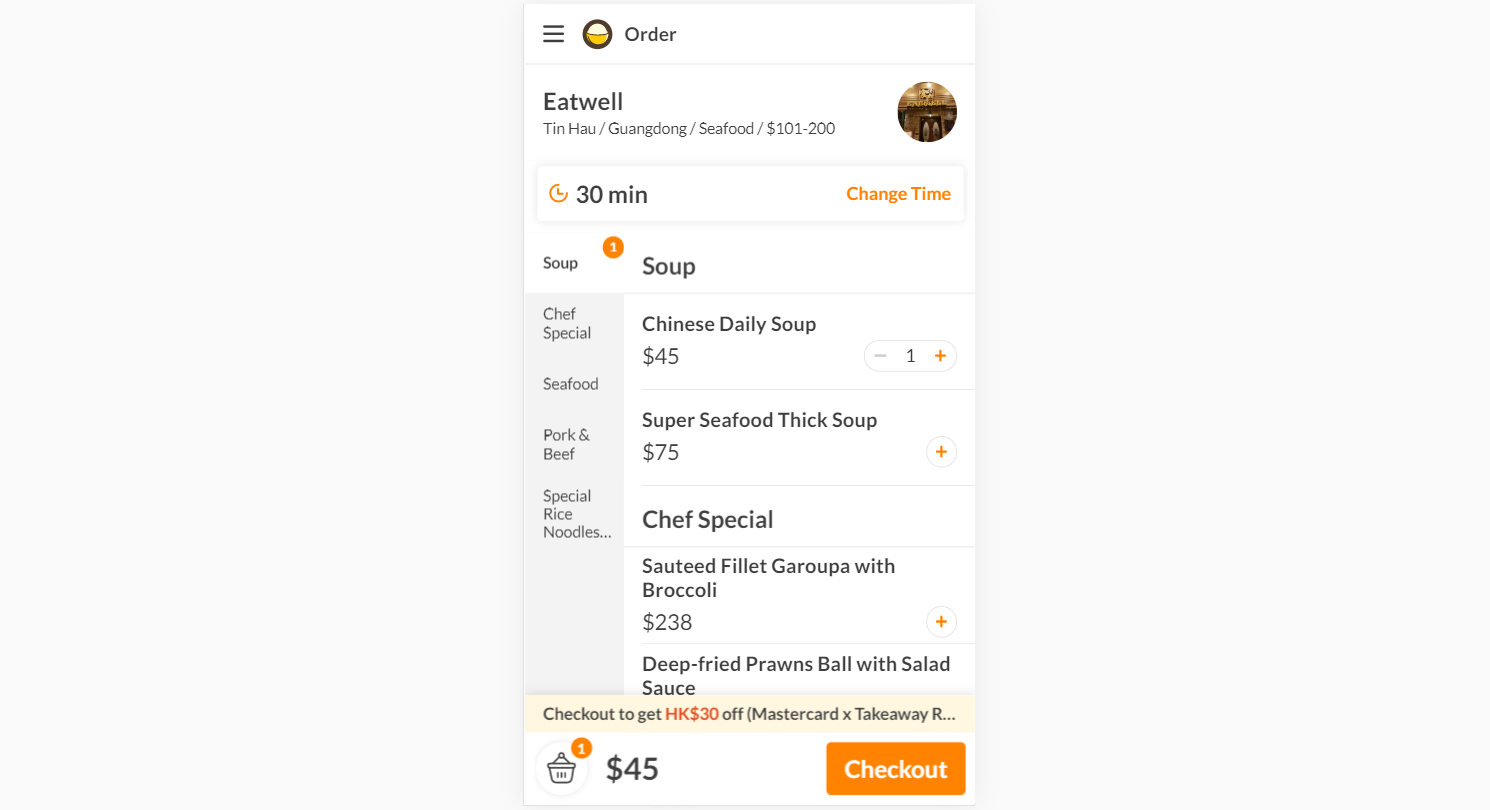 Order
Eatwell
Tin Hau / Guangdong / Seafood / $101-200
30 min
Change Time
Soup
1
Chef
Special
Seafood
Pork &
Beef
Special
Rice
Noodles...
Soup
Chinese Daily Soup
$45
1
Super Seafood Thick Soup
$75
Chef Special
Sauteed Fillet Garoupa with
Broccoli
$238
Deep-fried Prawns Ball with Salad
Sauce
Checkout to get HK$30 off (Mastercard x Takeaway R...
1
$45
Checkout